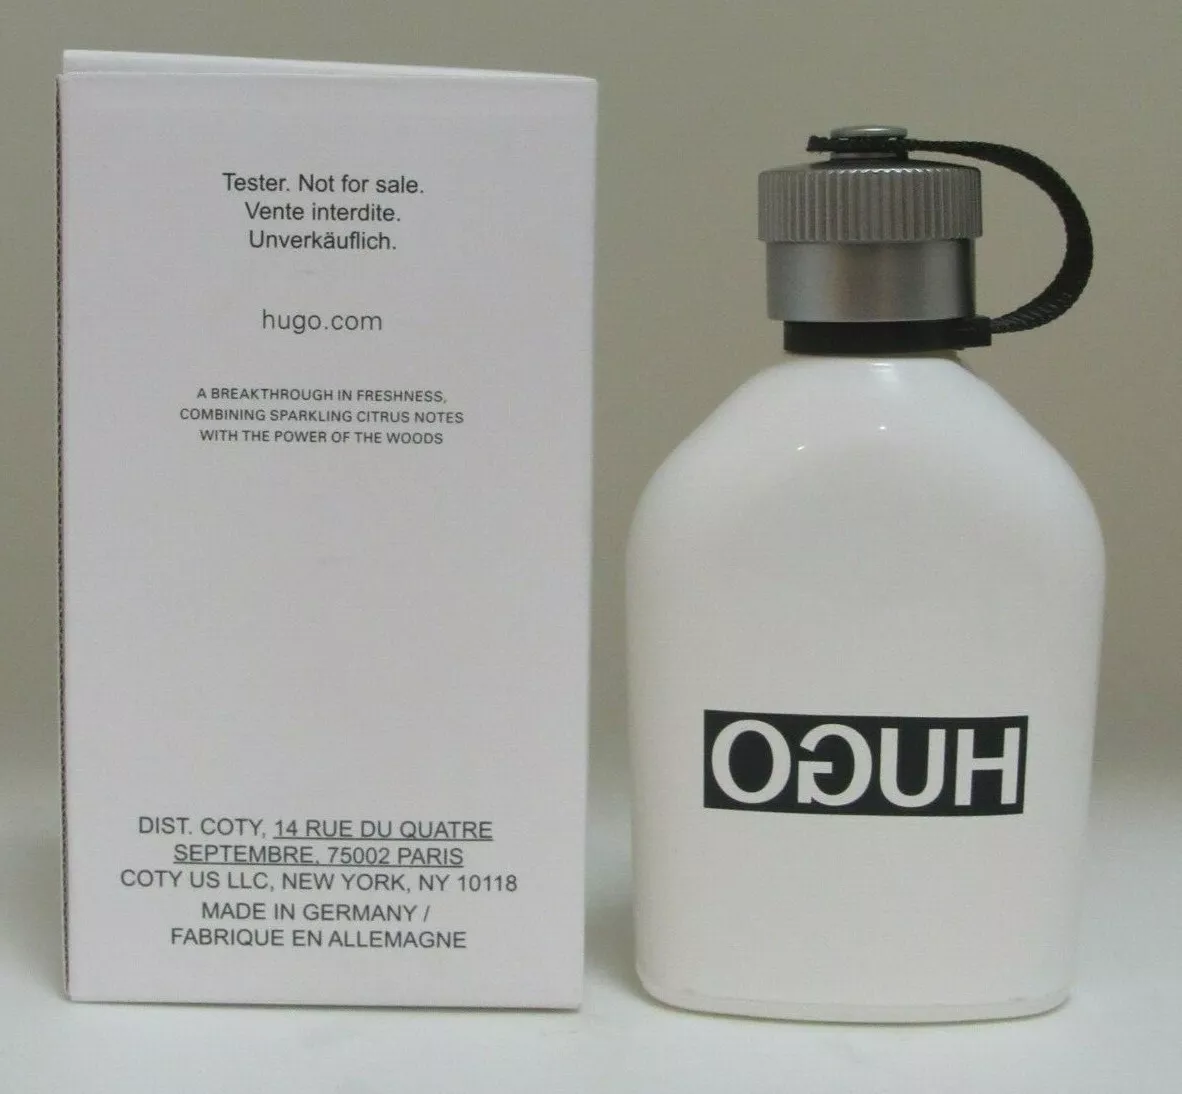 Tester. Not for sale.
Vente interdite.
Unverkäuflich.
hugo.com
A BREAKTHROUGH IN FRESHNESS,
COMBINING SPARKLING CITRUS NOTES
WITH THE POWER OF THE WOODS
DIST. COTY, 14 RUE DU QUATRE
SEPTEMBRE, 75002 PARIS
COTY US LLC, NEW YORK, NY 10118
MADE IN GERMANY /
FABRIQUE EN ALLEMAGNE
HUGO